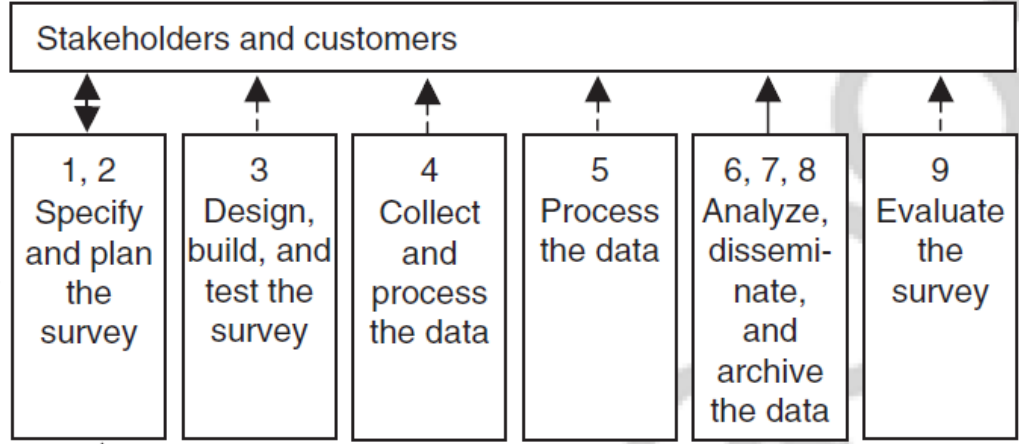 Stakeholders and customers
1, 2
Specify
and plan
the
survey
3
Design,
build, and
test the
survey
4
Collect
and
process
the data
5
Process
the data
6, 7, 8
Analyze,
dissemi-
nate,
and
archive
the data
9
Evaluate
the
survey